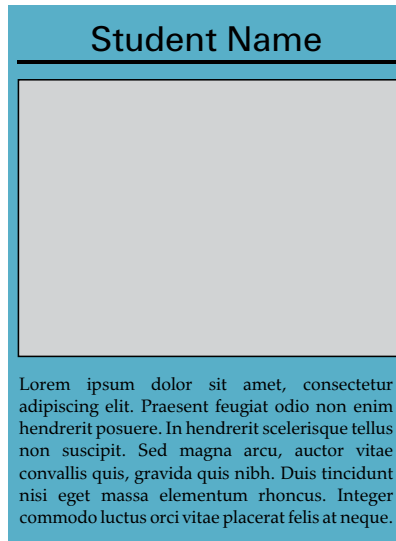 Student Name
Lorem ipsum dolor sit amet, consectetur
adipiscing elit. Praesent feugiat odio non enim
hendrerit posuere. In hendrerit scelerisque tellus
non suscipit. Sed magna arcu, auctor vitae
convallis quis, gravida quis nibh. Duis tincidunt
nisi eget massa elementum rhoncus. Integer
commodo luctus orci vitae placerat felis at neque.